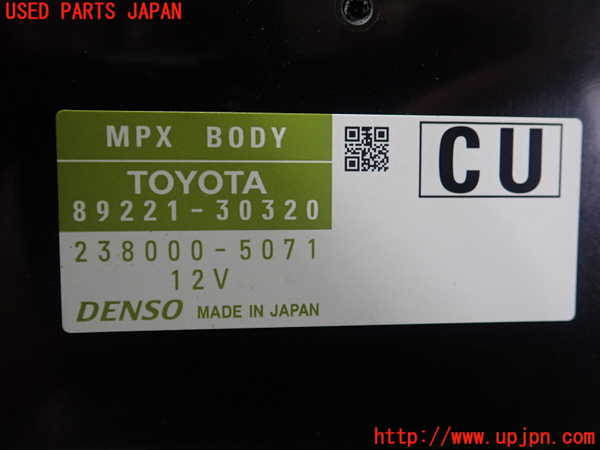 USED PARTS JAPAN
MPX BODY
CU
TOYOTA
89221-30320
238000-5071
12V
DENSO MADE IN JAPAN
http://www.upjpn.com/